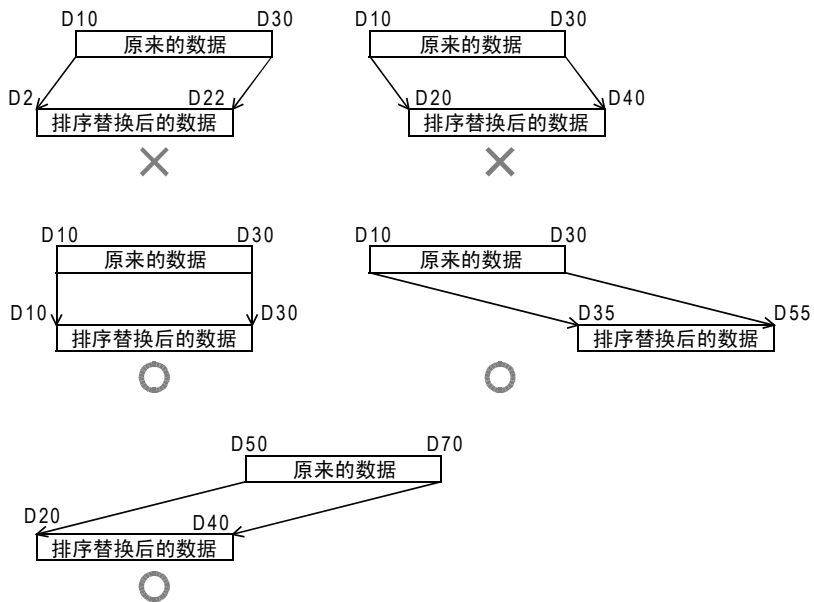 D10 D30 D10 D30
原来的数据 原来的数据
D2 D22 D20 D40
排序替换后的数据 排序替换后的数据
D10 D30 D10 D30
原来的数据 原来的数据
D10 D30 D35 D55
排序替换后的数据 排序替换后的数据
D50 D70
原来的数据
D20 D40
排序替换后的数据